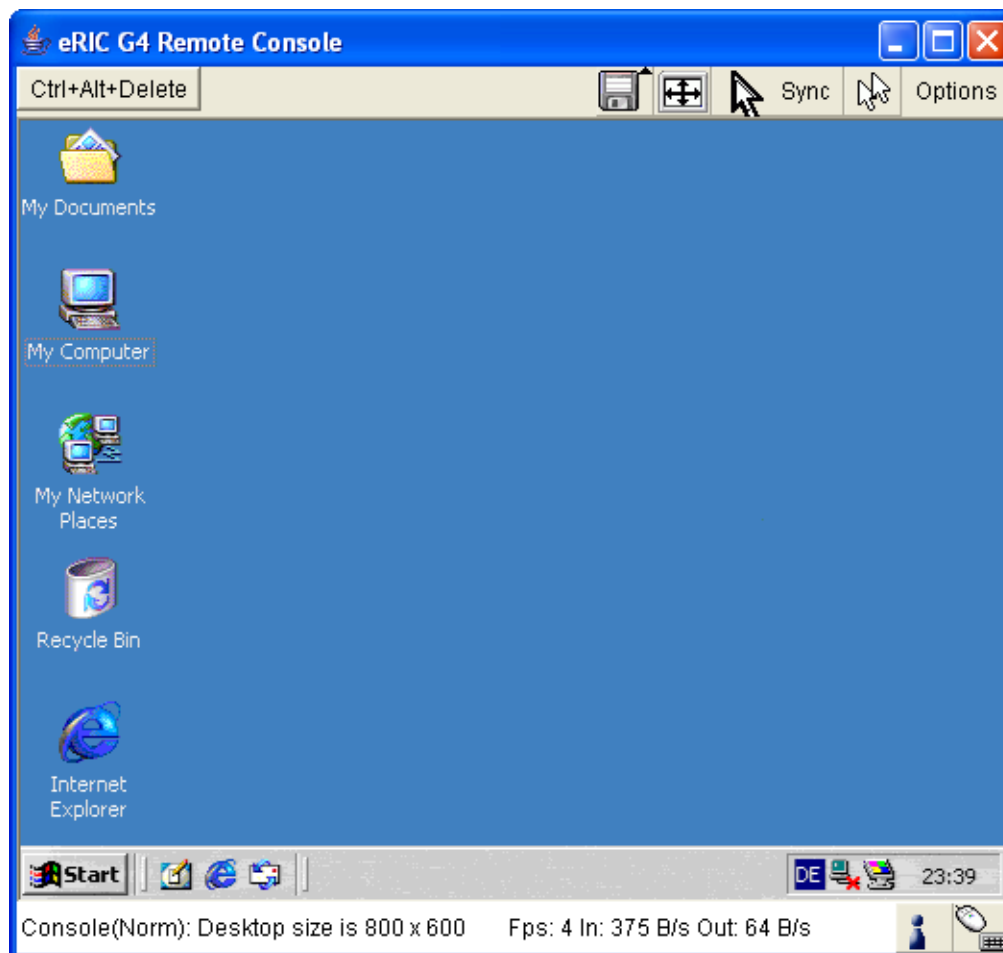 eRIC G4 Remote Console
Ctrl+Alt+Delete
Sync
Options
My Documents
My Computer
My Network
Places
Recycle Bin
Internet
Explorer
Start
DE
23:39
Console(Norm): Desktop size is 800 x 600
Fps: 4 In: 375 B/s Out: 64 B/s